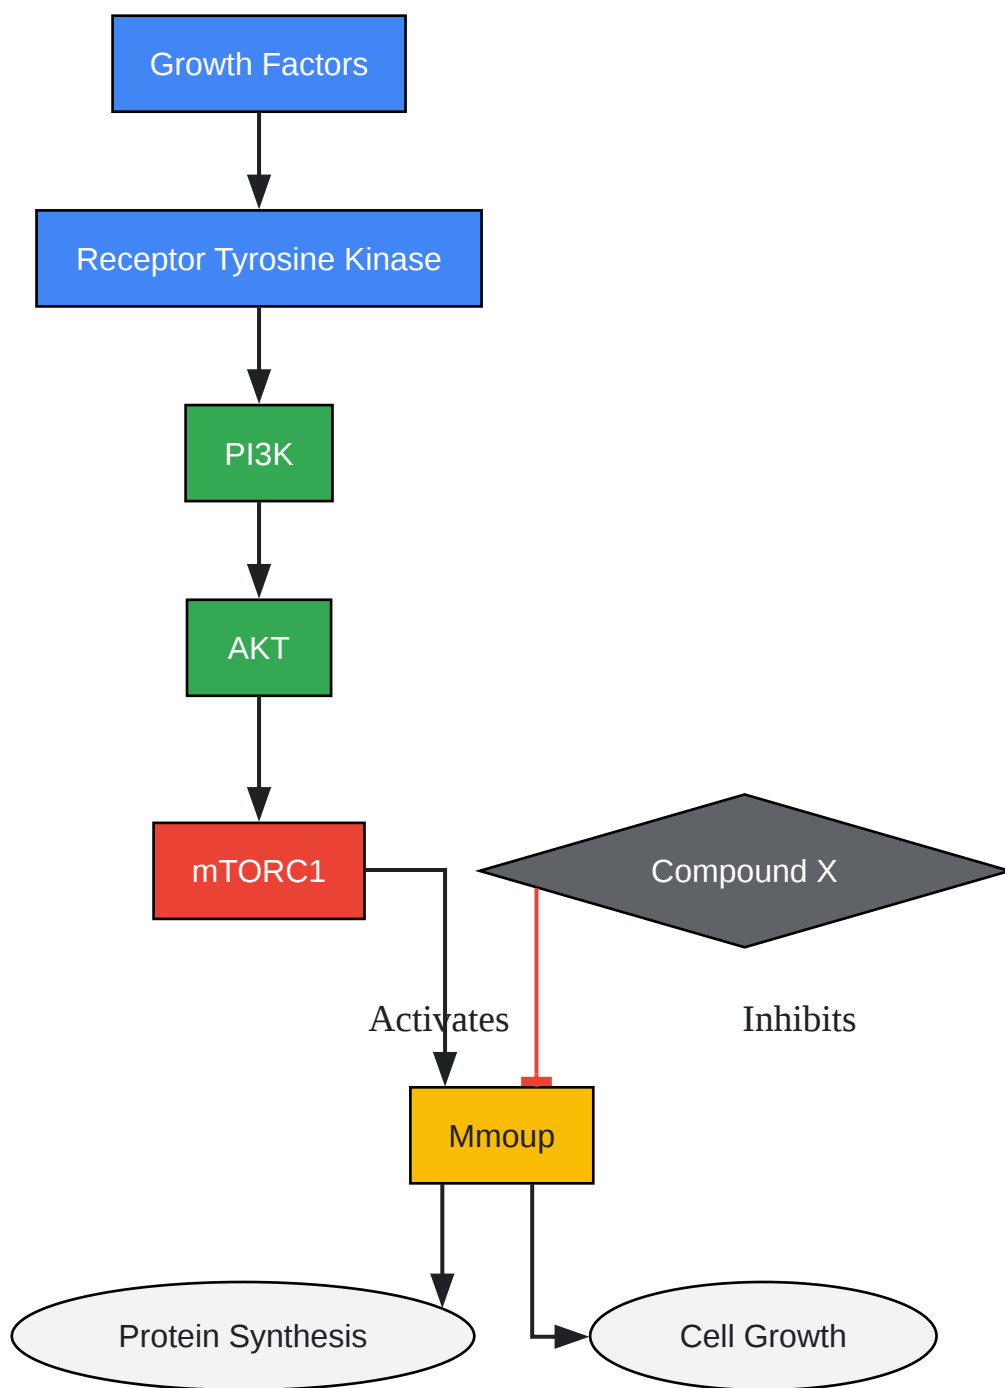 Growth Factors
Receptor Tyrosine Kinase
PI3K
AKT
mTORC1
Compound X
Activates
Inhibits
Mmoup
Protein Synthesis
Cell Growth